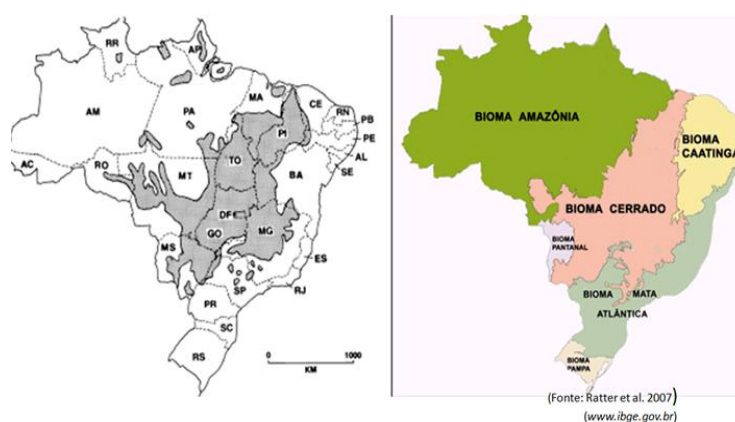 RR
AP
AM
PA
MA
CE
RN
PB
PE
AL
SE
PI
AC
RO
TO
MT
BA
DF
GO
MG
MS
ES
SP
RJ
PR
SC
RS
0 1000
KM
BIOMA AMAZÔNIA
BIOMA
CAATINGA
BIOMA CERRADO
BIOMA
PANTANAL
BIOMA MATA
ATLÂNTICA
BIOMA
PAMPA
(Fonte: Ratter et al. 2007)
(www.ibge.gov.br)